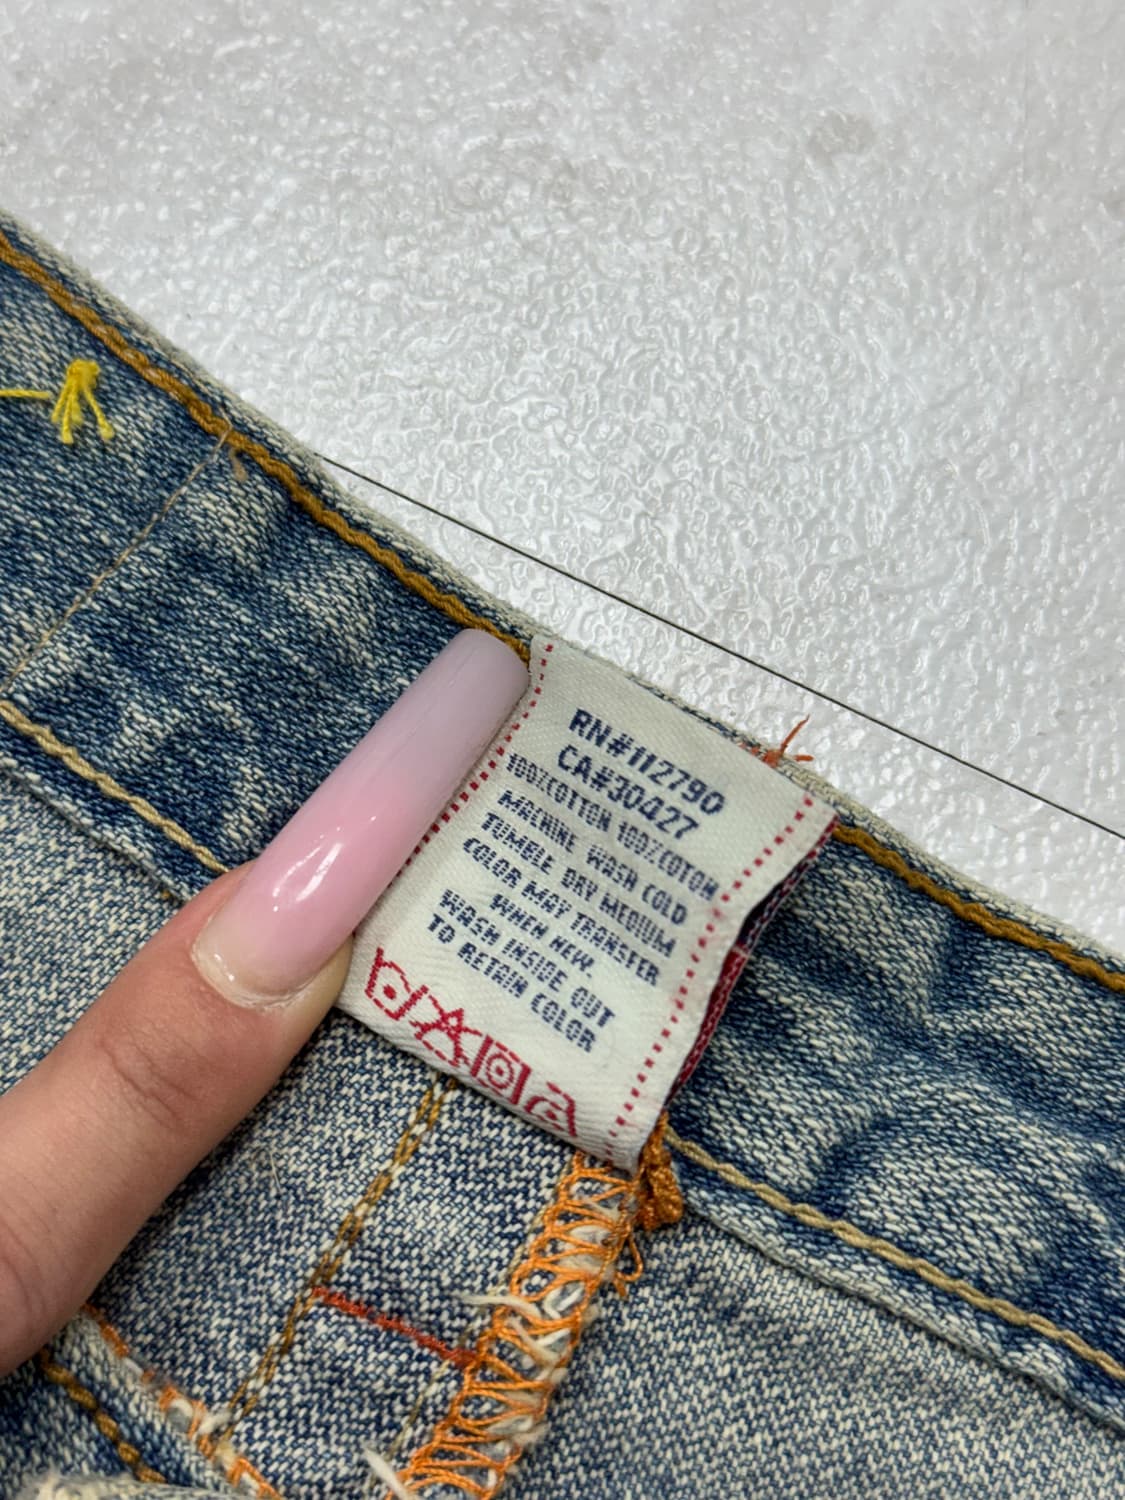 RN#112790
CA#30427
100%COTTON 100%COTON
MACHINE WASH COLD
TUMBLE DRY MEDIUM
COLOR MAY TRANSFER
WHEN NEW.
WASH INSIDE OUT
TO RETAIN COLOR